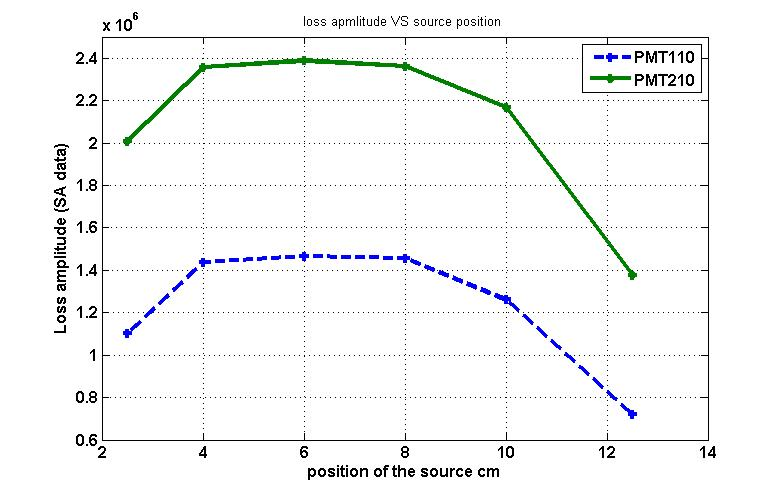 loss apmlitude VS source position
x 10^6
PMT110
PMT210
Loss amplitude (SA data)
2.4
2.2
2
1.8
1.6
1.4
1.2
1
0.8
0.6
2 4 6 8 10 12 14
position of the source cm